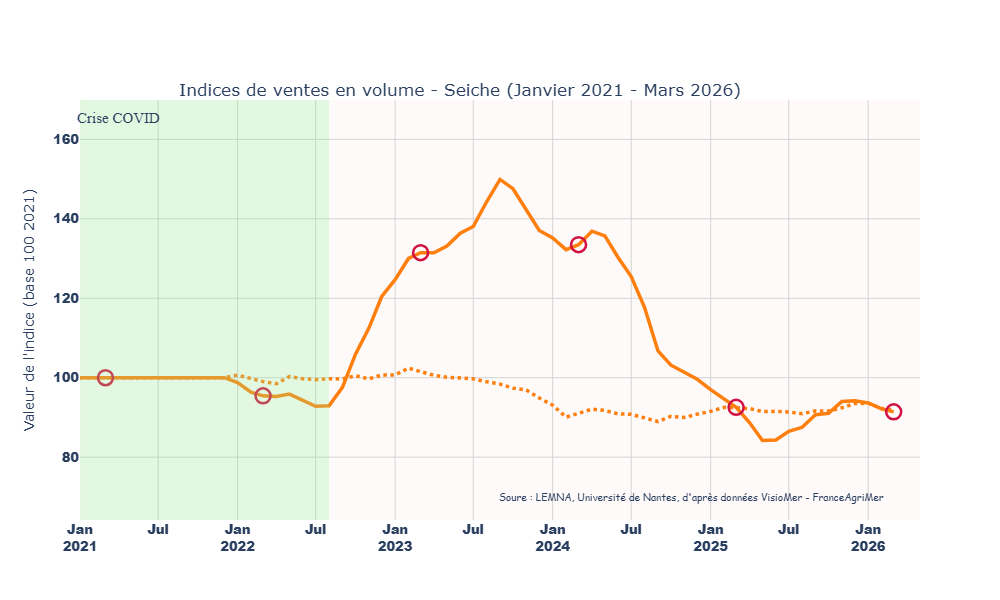 Indices de ventes en volume - Seiche (Janvier 2021 - Mars 2026)
Crise COVID
Valeur de l'indice (base 100 2021)
160
140
120
100
80
Soure : LEMNA, Université de Nantes, d'après données VisioMer - FranceAgriMer
Jan Jul Jan Jul Jan Jul Jan Jul Jan Jul Jan
2021 2022 2023 2024 2025 2026